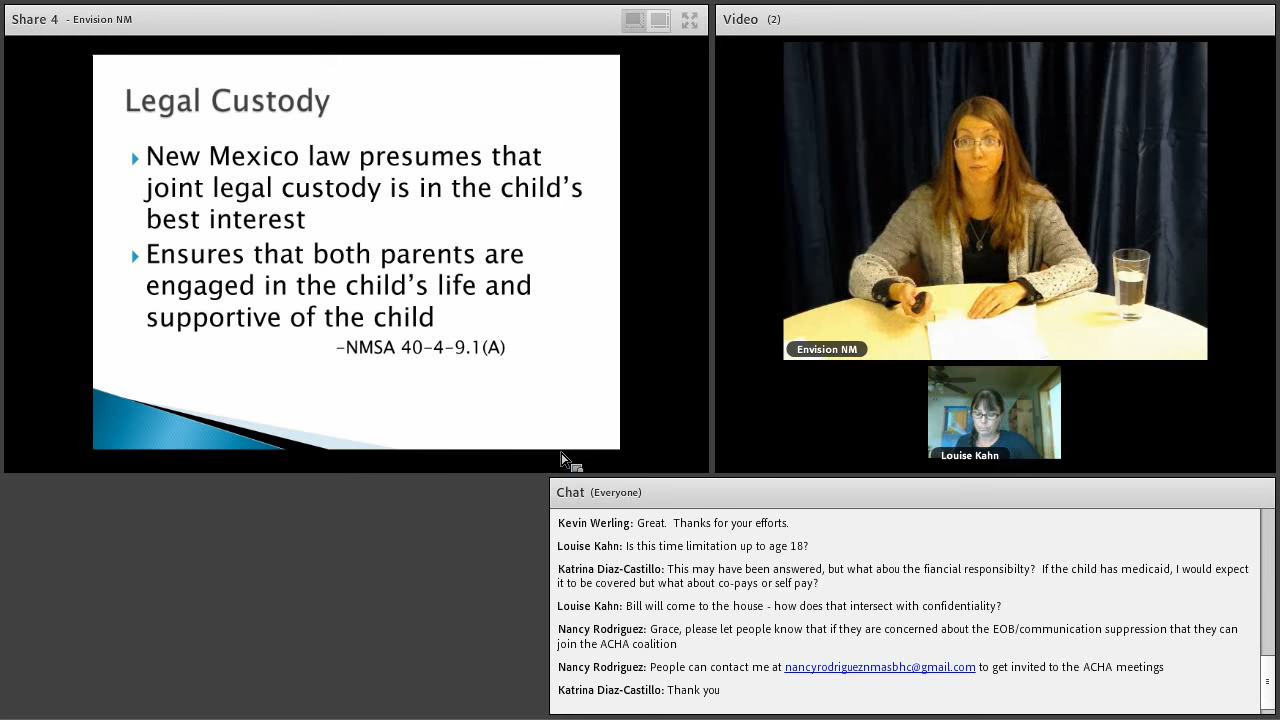 Share 4 - Envision NM
Legal Custody
New Mexico law presumes that
joint legal custody is in the child’s
best interest
Ensures that both parents are
engaged in the child’s life and
supportive of the child
–NMSA 40–4–9.1(A)
Video (2)
Envision NM
Louise Kahn
Chat (Everyone)
Kevin Werling: Great. Thanks for your efforts.
Louise Kahn: Is this time limitation up to age 18?
Katrina Diaz-Castillo: This may have been answered, but what abou the fiancial responsibilty? If the child has medicaid, I would expect
it to be covered but what about co-pays or self pay?
Louise Kahn: Bill will come to the house - how does that intersect with confidentiality?
Nancy Rodriguez: Grace, please let people know that if they are concerned about the EOB/communication suppression that they can
join the ACHA coalition
Nancy Rodriguez: People can contact me at nancyrodrigueznmasbhc@gmail.com to get invited to the ACHA meetings
Katrina Diaz-Castillo: Thank you